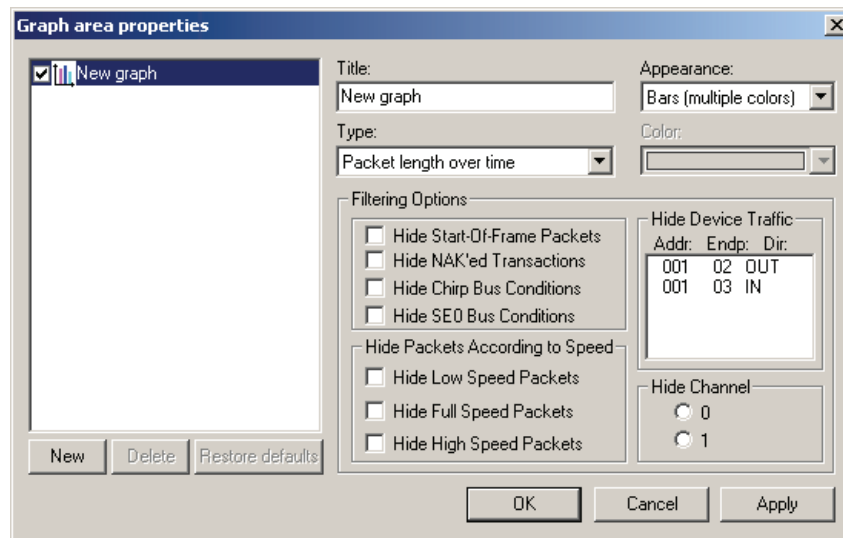 Graph area properties
New graph
Title:
New graph
Appearance:
Bars (multiple colors)
Type:
Packet length over time
Color:
Filtering Options
Hide Start-Of-Frame Packets
Hide NAK'ed Transactions
Hide Chirp Bus Conditions
Hide SE0 Bus Conditions
Hide Packets According to Speed
Hide Low Speed Packets
Hide Full Speed Packets
Hide High Speed Packets
Hide Device Traffic
Addr: Endp: Dir:
001 02 OUT
001 03 IN
Hide Channel
0
1
New Delete Restore defaults
OK Cancel Apply